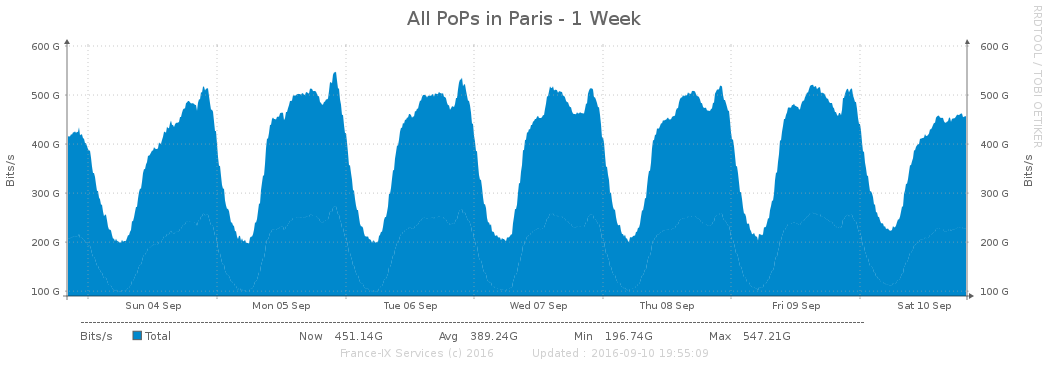 All PoPs in Paris - 1 Week
RRDTOOL / TOBI OETIKER
600 G 600 G
500 G 500 G
400 G 400 G
300 G 300 G
200 G 200 G
100 G 100 G
Bits/s
Bits/s
Sun 04 Sep Mon 05 Sep Tue 06 Sep Wed 07 Sep Thu 08 Sep Fri 09 Sep Sat 10 Sep
Bits/s Total Now 451.14G Avg 389.24G Min 196.74G Max 547.21G
France-IX Services (c) 2016 Updated : 2016-09-10 19:55:09